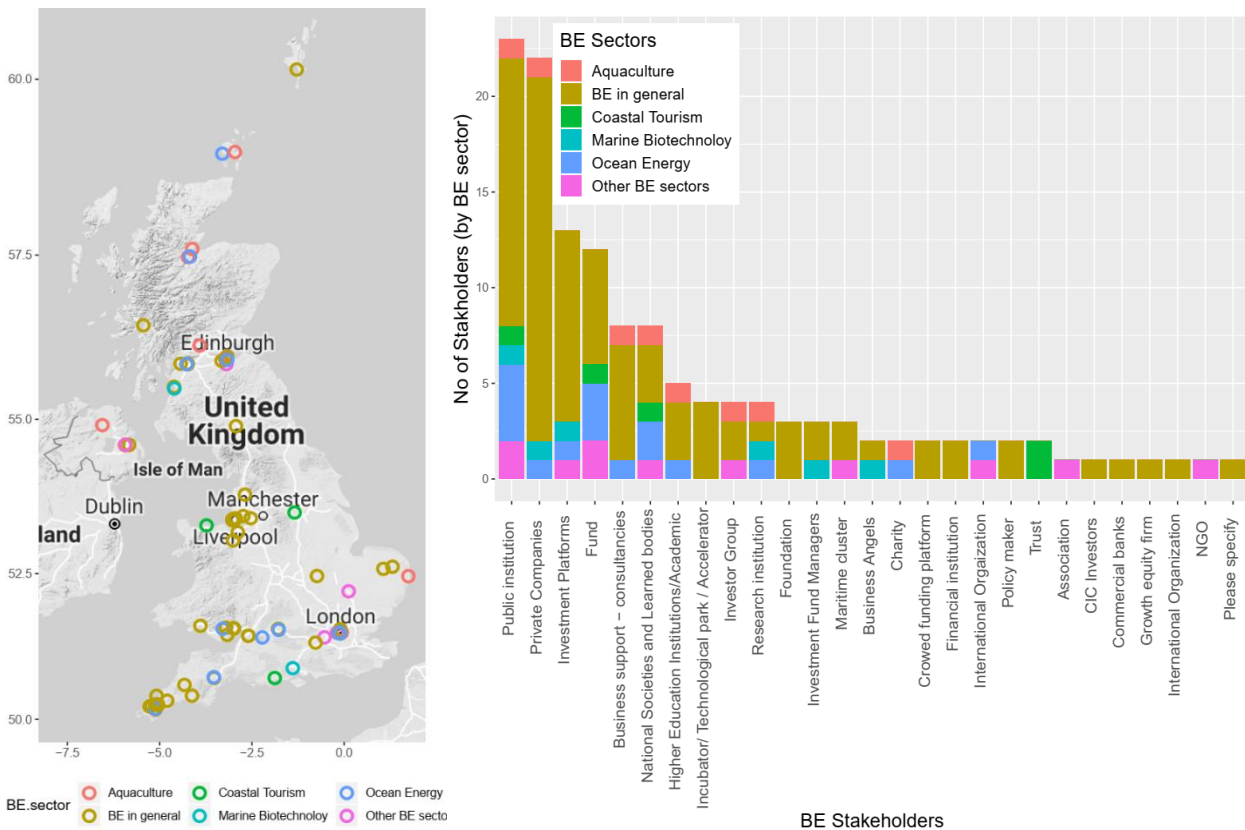 60.0
57.5
55.0
52.5
50.0
Edinburgh
United
Kingdom
Isle of Man
Manchester
Dublin
land
Liverpool
London
−7.5
−5.0
−2.5
0.0
BE.sector
Aquaculture
Coastal Tourism
Ocean Energy
BE in general
Marine Biotechnoloy
Other BE secto
No of Stakholders (by BE sector)
20
15
10
5
0
BE Sectors
Aquaculture
BE in general
Coastal Tourism
Marine Biotechnoloy
Ocean Energy
Other BE sectors
Public institution
Private Companies
Investment Platforms
Fund
Business support − consultancies
National Societies and Learned bodies
Higher Education Institutions/Academic
Incubator/ Technological park / Accelerator
Investor Group
Research institution
Foundation
Investment Fund Managers
Maritime cluster
Business Angels
Charity
Crowed funding platform
Financial institution
International Orgaization
Policy maker
Trust
Association
CIC Investors
Commercial banks
Growth equity firm
International Organization
NGO
Please specify
BE Stakeholders